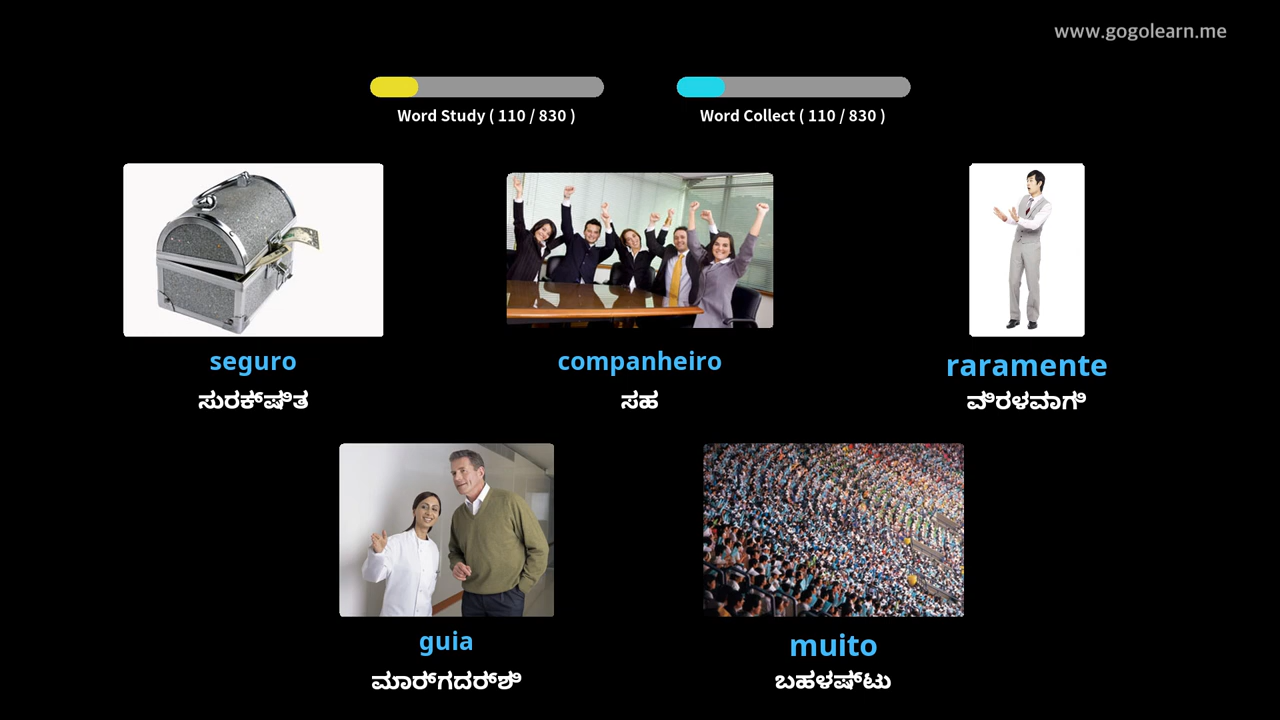 www.gogolearn.me
Word Study ( 110 / 830 )
Word Collect ( 110 / 830 )
seguro
companheiro
raramente
ಸುರಕ್ಷಿತ
ಸಹ
ವಿರಳವಾಗಿ
guia
muito
ಮಾರ್ಗದರ್ಶಿ
ಬಹಳಷ್ಟು